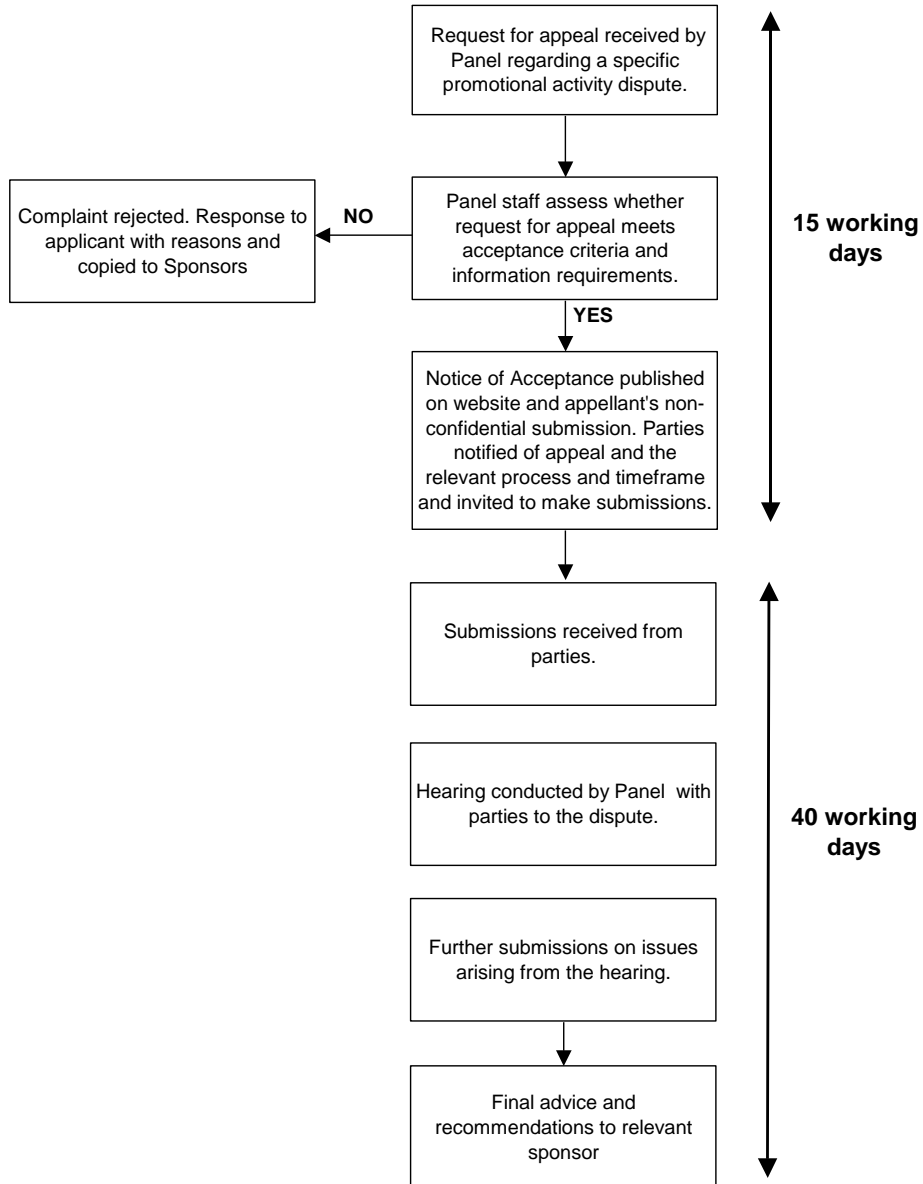 Request for appeal received by
Panel regarding a specific
promotional activity dispute.
Complaint rejected. Response to
applicant with reasons and
copied to Sponsors
NO
Panel staff assess whether
request for appeal meets
acceptance criteria and
information requirements.
15 working
days
YES
Notice of Acceptance published
on website and appellant's non-
confidential submission. Parties
notified of appeal and the
relevant process and timeframe
and invited to make submissions.
Submissions received from
parties.
Hearing conducted by Panel with
parties to the dispute.
40 working
days
Further submissions on issues
arising from the hearing.
Final advice and
recommendations to relevant
sponsor